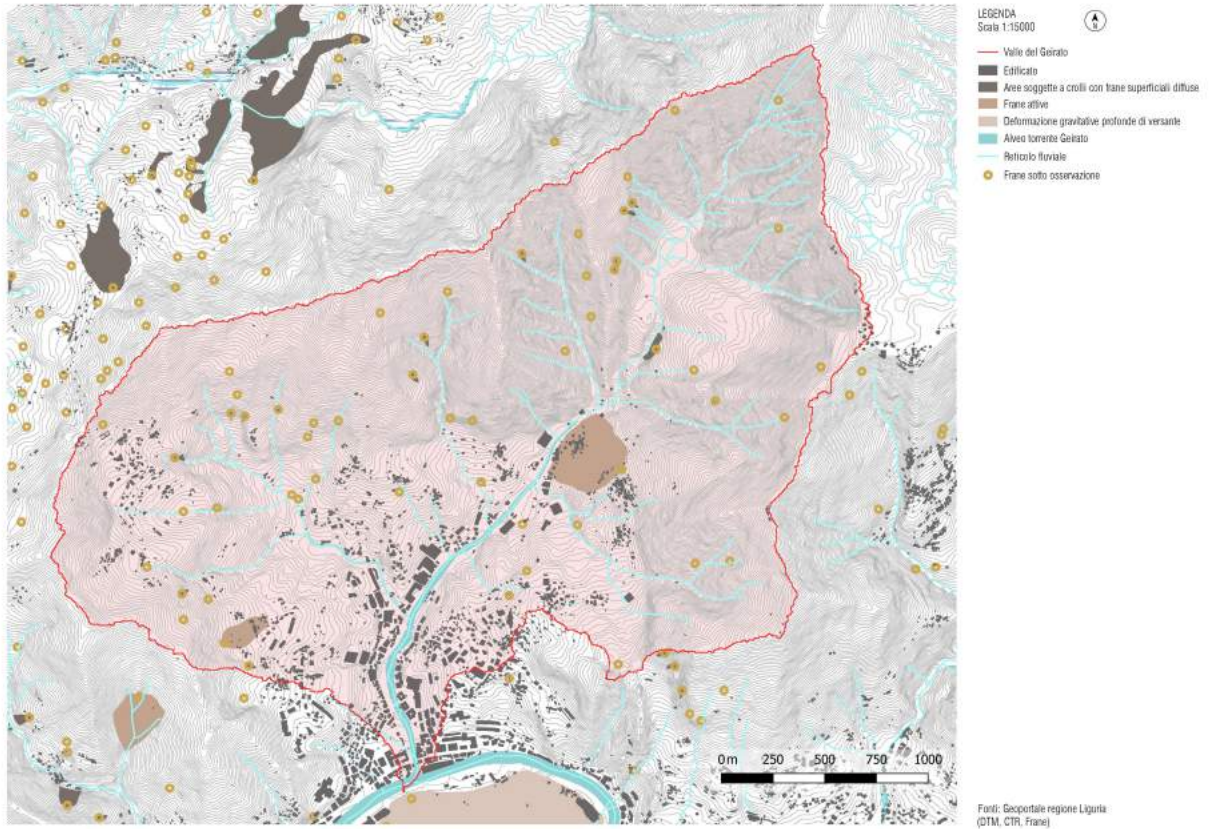 LEGENDA
Scala 1:15000
N
Valle del Geirato
Edificato
Aree soggette a crolli con frane superficiali diffuse
Frane attive
Deformazione gravitative profonde di versante
Alveo torrente Geirato
Reticolo fluviale
Frane sotto osservazione
0 m 250 500 750 1000
Fonti: Geoportale regione Liguria
(DTM, CTR, Frane)